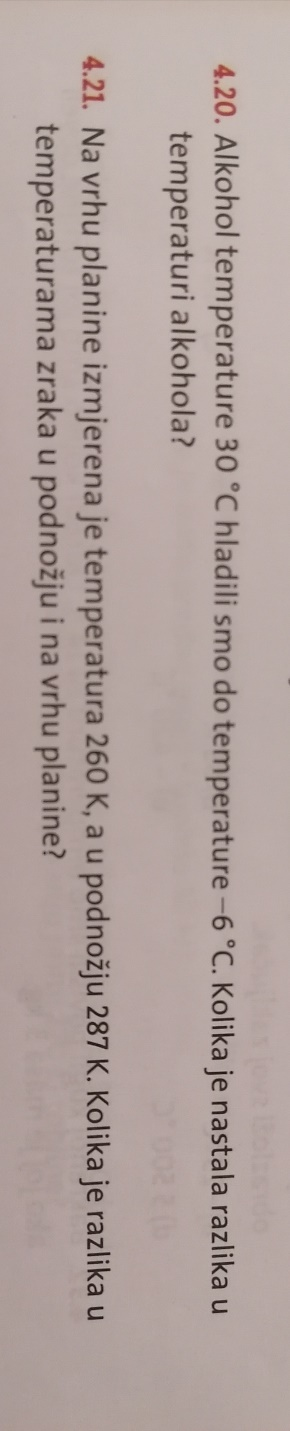 4.20. Alkohol temperature 30 °C hladili smo do temperature −6 °C. Kolika je nastala razlika u
temperaturi alkohola?
4.21. Na vrhu planine izmjerena je temperatura 260 K, a u podnožju 287 K. Kolika je razlika u
temperaturama zraka u podnožju i na vrhu planine?